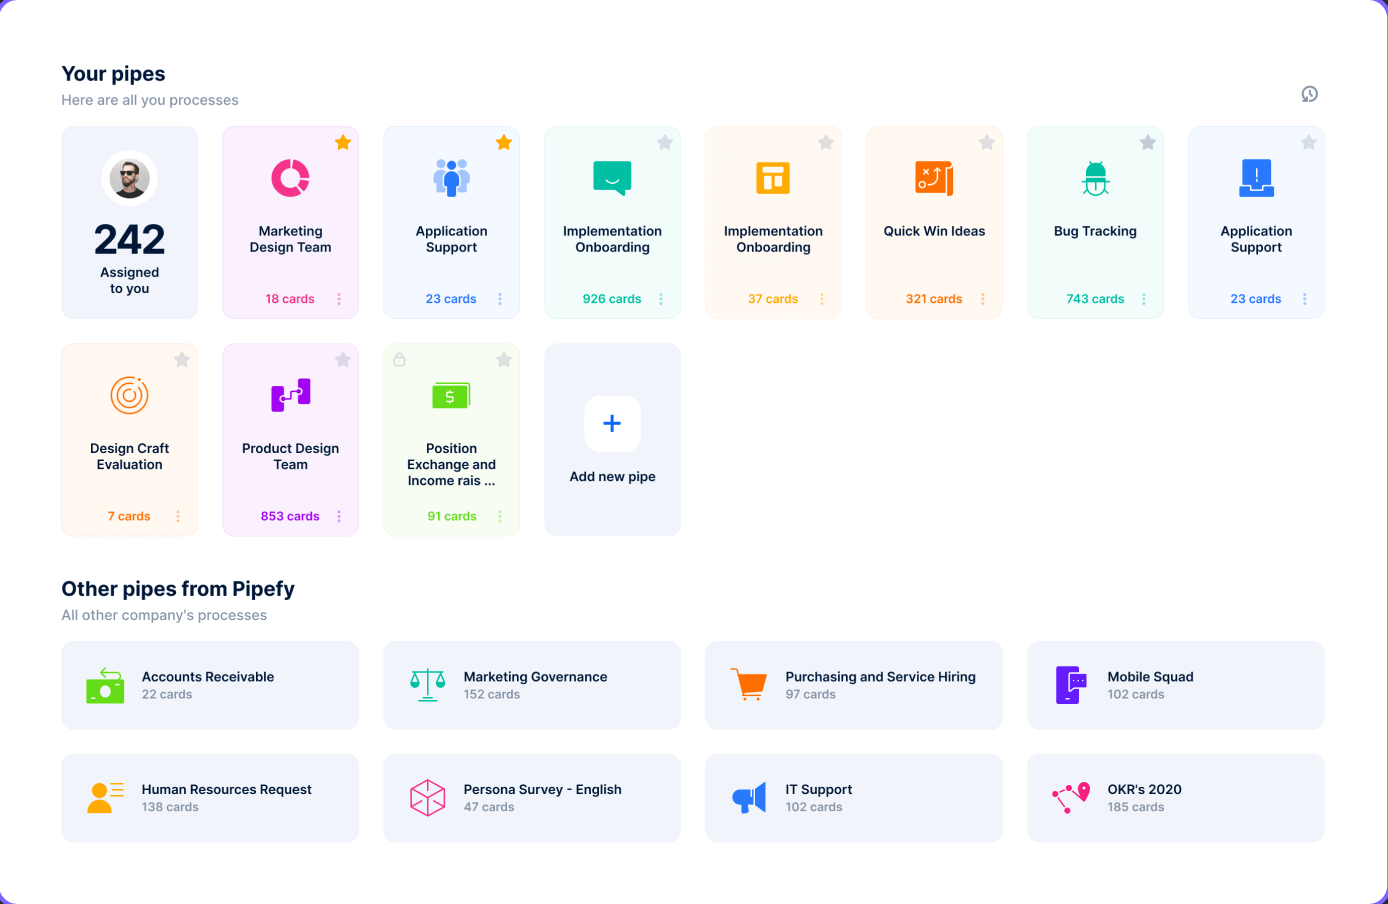 Your pipes
Here are all you processes
242
Assigned
to you
Marketing
Design Team
18 cards
Application
Support
23 cards
Implementation
Onboarding
926 cards
Implementation
Onboarding
37 cards
Quick Win Ideas
321 cards
Bug Tracking
743 cards
Application
Support
23 cards
Design Craft
Evaluation
7 cards
Product Design
Team
853 cards
$
Position
Exchange and
Income rais ...
91 cards
Add new pipe
Other pipes from Pipefy
All other company's processes
Accounts Receivable
22 cards
Marketing Governance
152 cards
Purchasing and Service Hiring
97 cards
Mobile Squad
102 cards
Human Resources Request
138 cards
Persona Survey - English
47 cards
IT Support
102 cards
OKR's 2020
185 cards